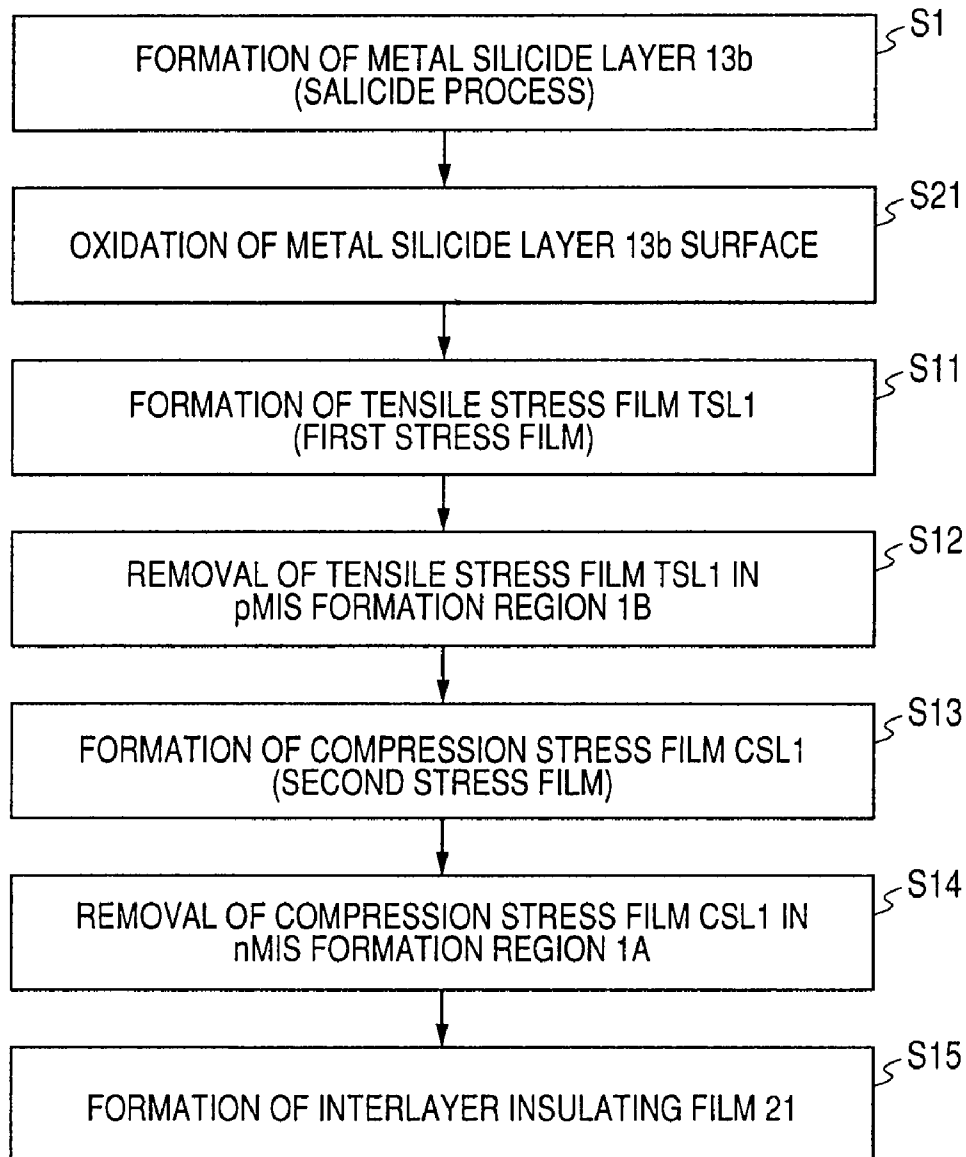 S1
FORMATION OF METAL SILICIDE LAYER 13b
(SALICIDE PROCESS)
S21
OXIDATION OF METAL SILICIDE LAYER 13b SURFACE
S11
FORMATION OF TENSILE STRESS FILM TSL1
(FIRST STRESS FILM)
S12
REMOVAL OF TENSILE STRESS FILM TSL1 IN
pMIS FORMATION REGION 1B
S13
FORMATION OF COMPRESSION STRESS FILM CSL1
(SECOND STRESS FILM)
S14
REMOVAL OF COMPRESSION STRESS FILM CSL1 IN
nMIS FORMATION REGION 1A
S15
FORMATION OF INTERLAYER INSULATING FILM 21